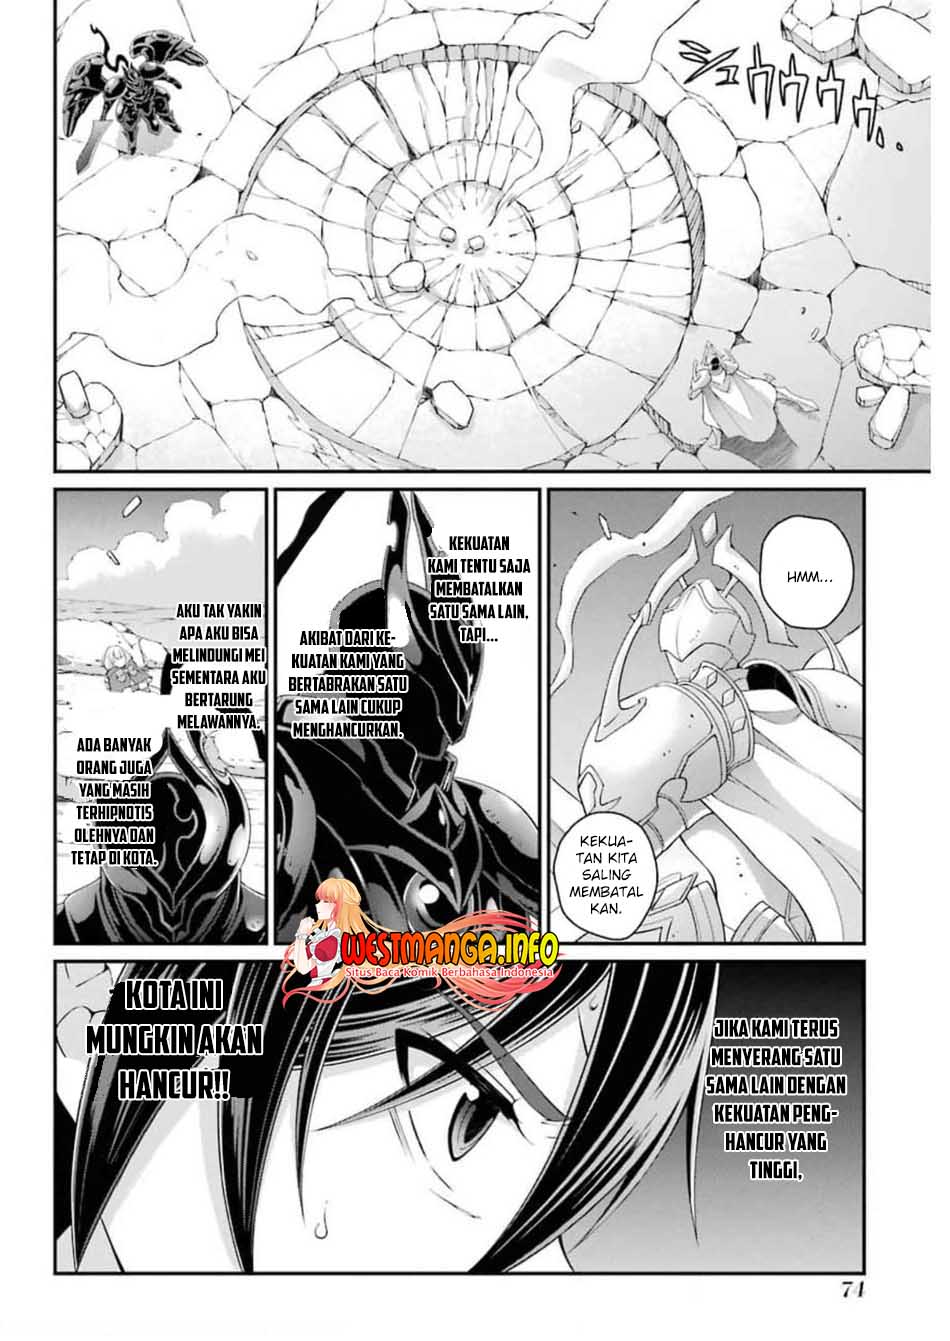 シュウウウウ。。
HMM...
KEKUA-
TAN KITA
SALING
MEMBATAL
KAN.
KEKUATAN
KAMI TENTU SAJA
MEMBATALKAN
SATU SAMA LAIN,
TAPI...
AKIBAT DARI KE-
KUATAN KAMI YANG
BERTABRAKAN SATU
SAMA LAIN CUKUP
MENGHANCURKAN.
AKU TAK YAKIN
APA AKU BISA
MELINDUNGI MEI
SEMENTARA AKU
BERTARUNG
MELAWANNYA.
ADA BANYAK
ORANG JUGA
YANG MASIH
TERHIPNOTIS
OLEHNYA DAN
TETAP DI KOTA.
WESTMANGA.INFO
Situs Baca Komik Berbahasa Indonesia
JIKA KAMI TERUS
MENYERANG SATU
SAMA LAIN DENGAN
KEKUATAN PENG-
HANCUR YANG
TINGGI,
KOTA INI
MUNGKIN AKAN
HANCUR!!
74